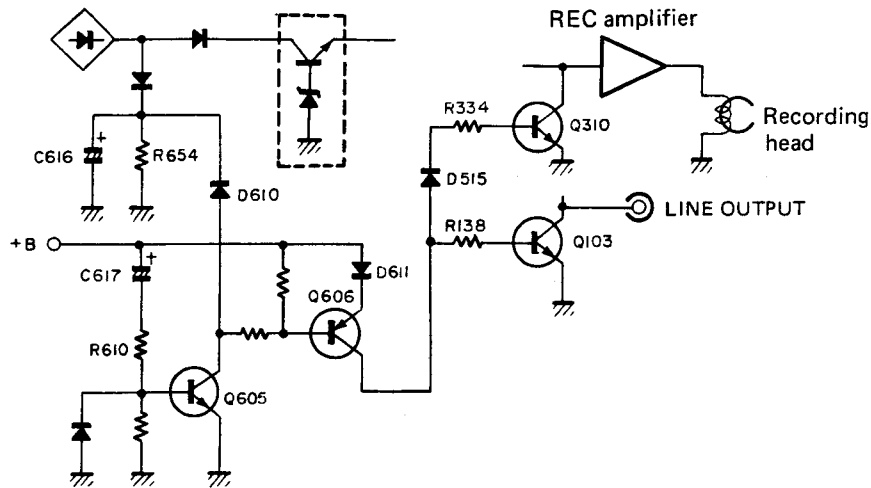 REC amplifier
R334
Q310
Recording
head
C616
+
R654
D610
D515
R138
LINE OUTPUT
Q103
+B
+
C617
D611
Q606
R610
Q605